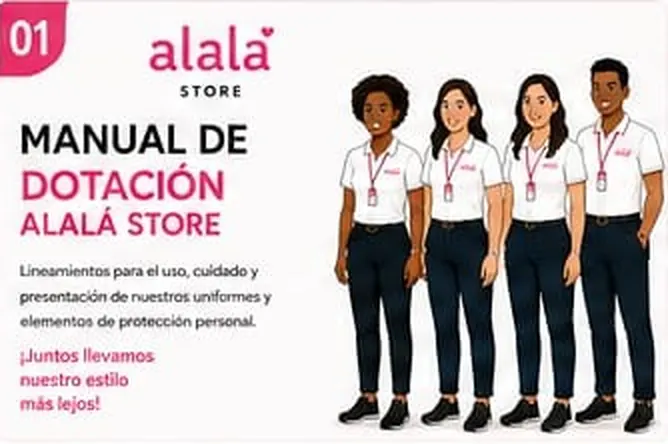 01
alalá
STORE
MANUAL DE
DOTACIÓN
ALALÁ STORE
Lineamientos para el uso, cuidado y
presentación de nuestros uniformes y
elementos de protección personal.
¡Juntos llevamos
nuestro estilo
más lejos!